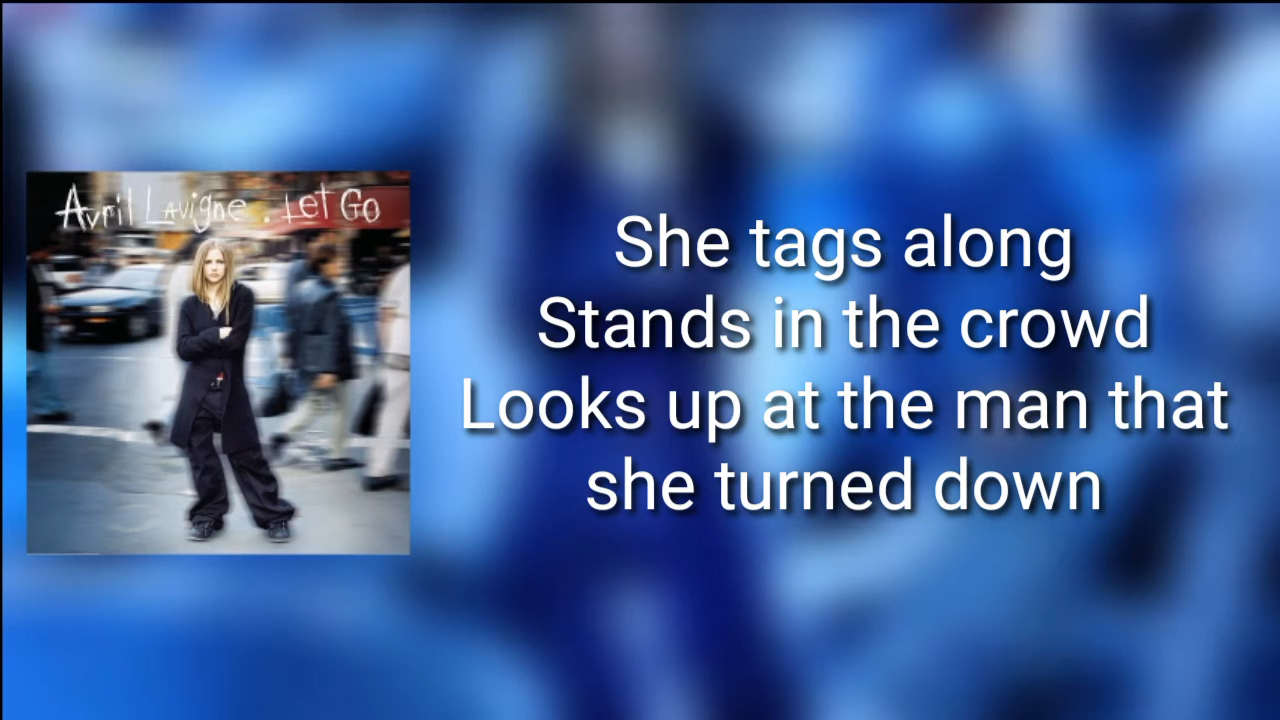 Avril Lavigne . Let Go
She tags along
Stands in the crowd
Looks up at the man that
she turned down